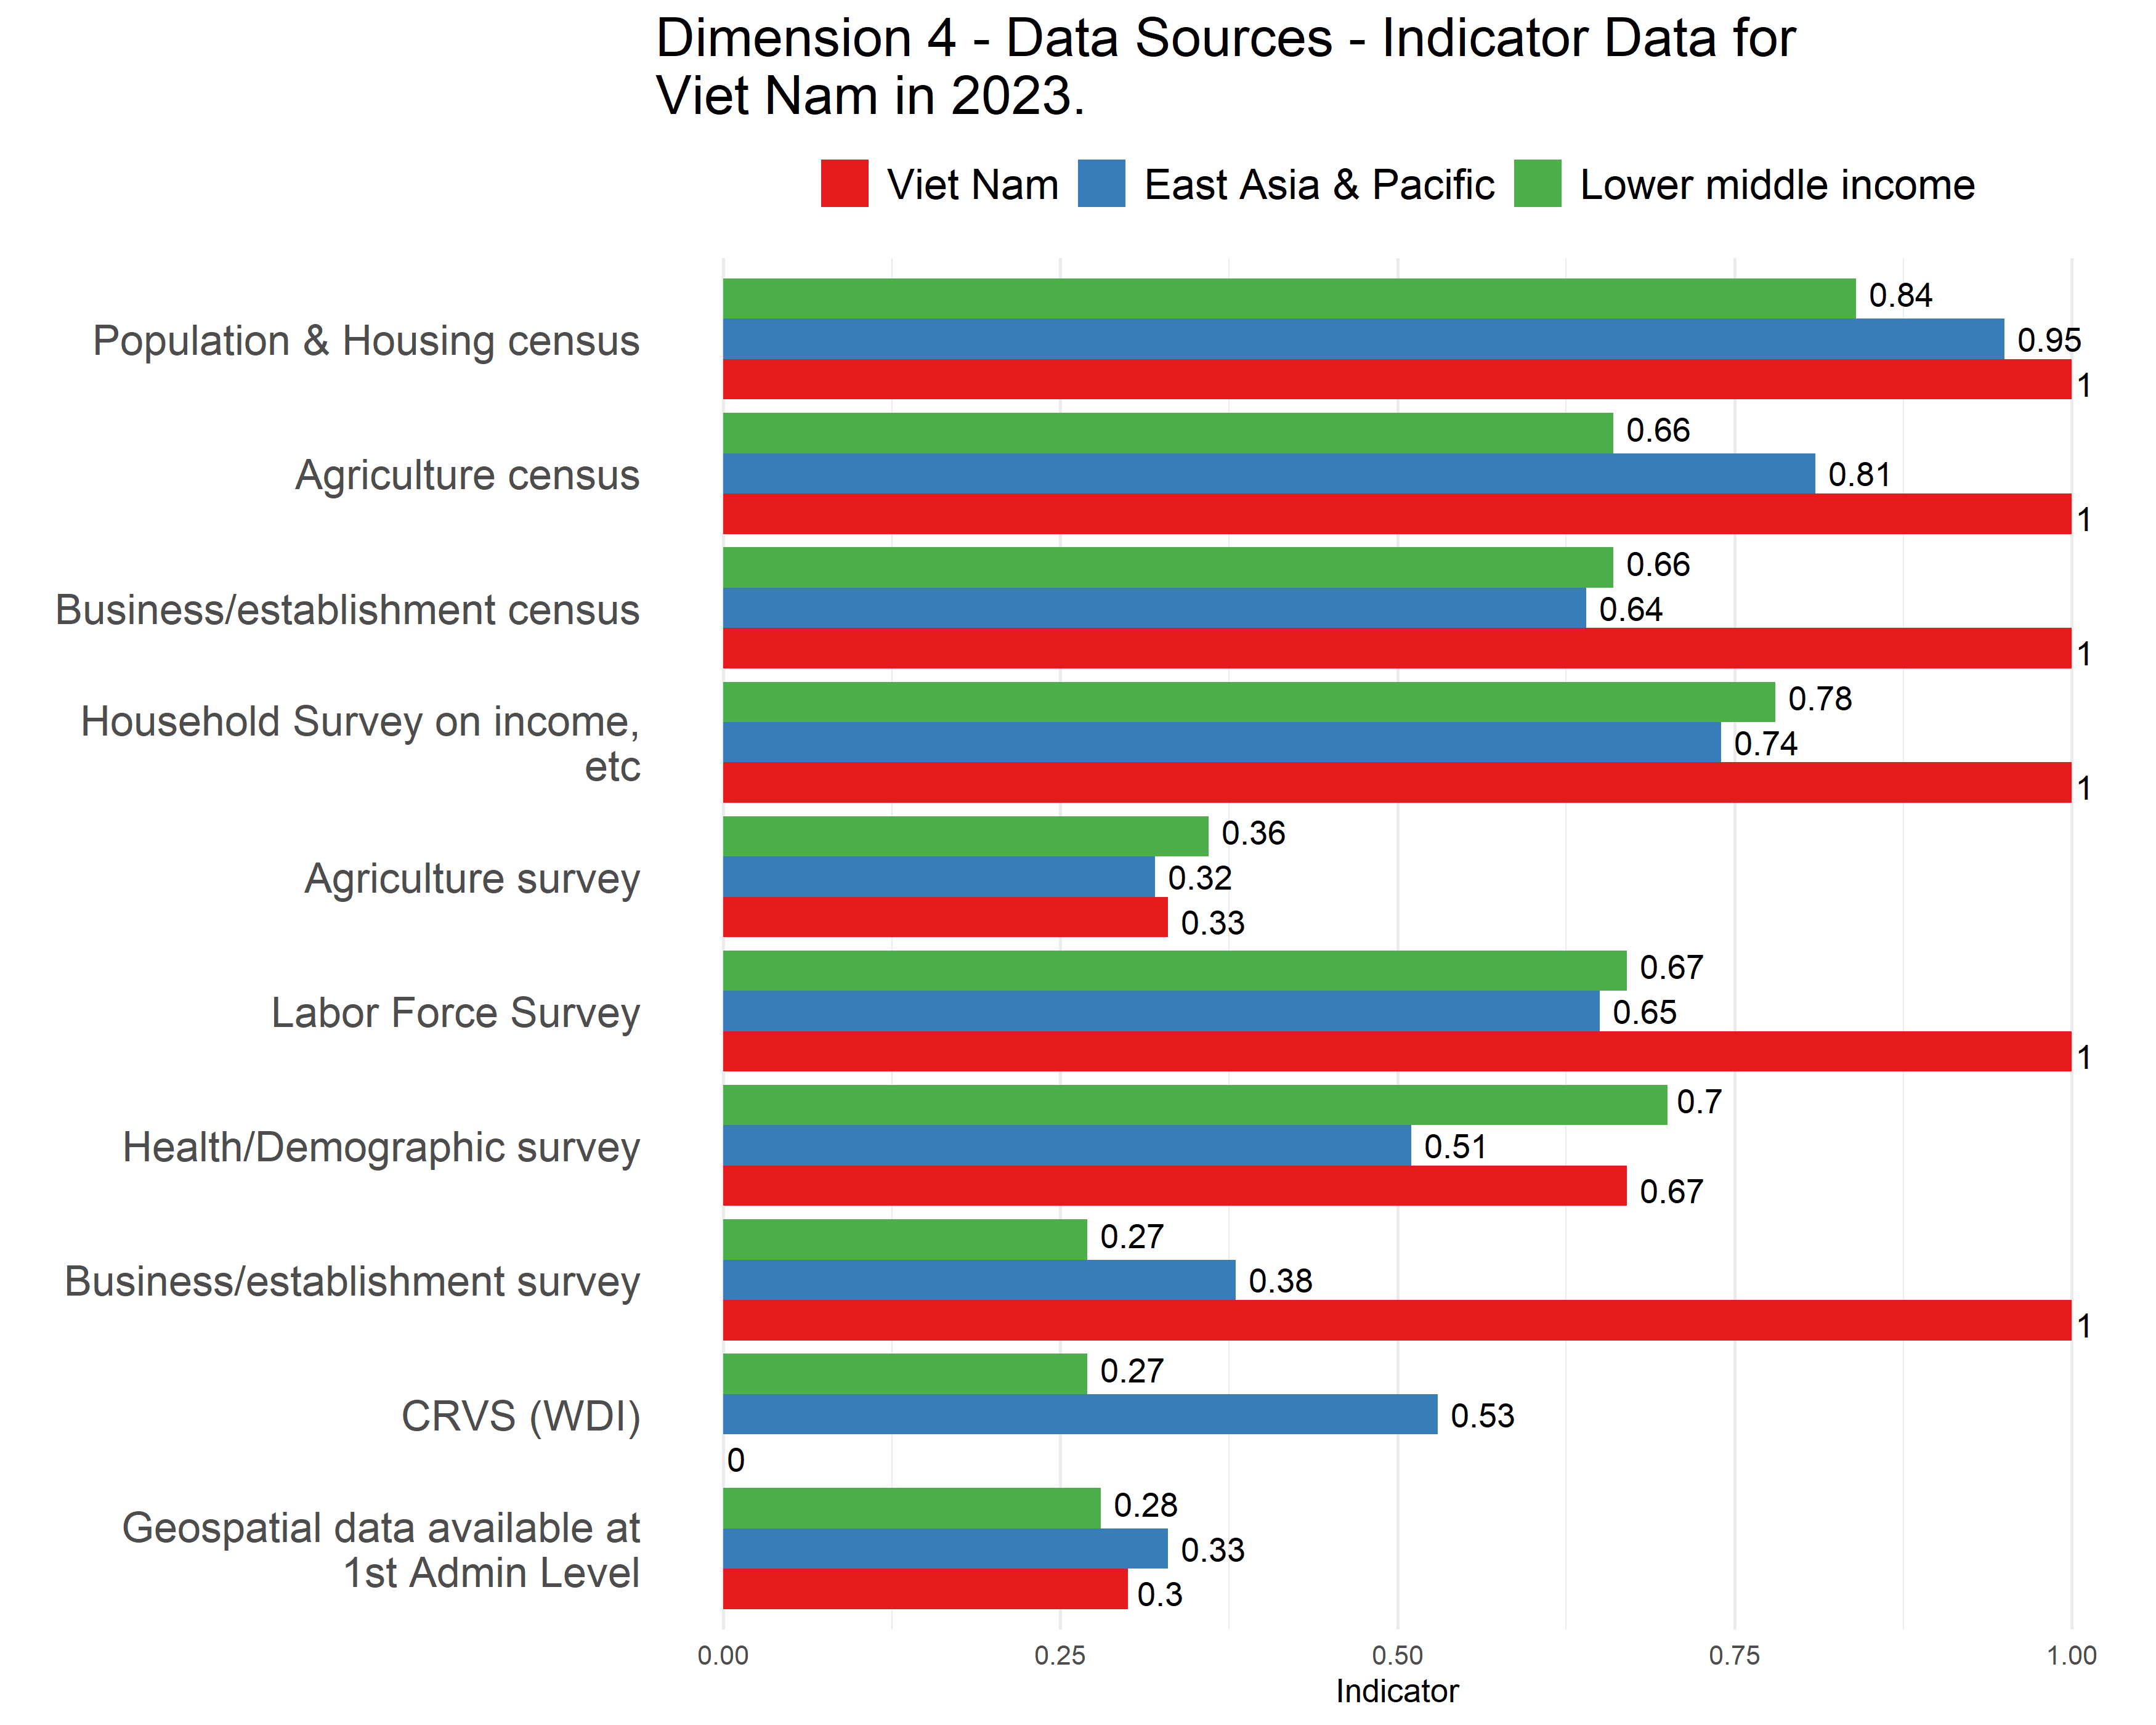 Dimension 4 - Data Sources - Indicator Data for
Viet Nam in 2023.
Viet Nam East Asia & Pacific Lower middle income
0.84
Population & Housing census 0.95
1
0.66
Agriculture census 0.81
1
0.66
Business/establishment census 0.64
1
0.78
Household Survey on income,
etc
0.74
1
0.36
Agriculture survey 0.32
0.33
0.67
Labor Force Survey 0.65
1
0.7
Health/Demographic survey 0.51
0.67
0.27
Business/establishment survey 0.38
1
0.27
CRVS (WDI) 0.53
0
0.28
Geospatial data available at
1st Admin Level
0.33
0.3
0.00 0.25 0.50 0.75 1.00
Indicator